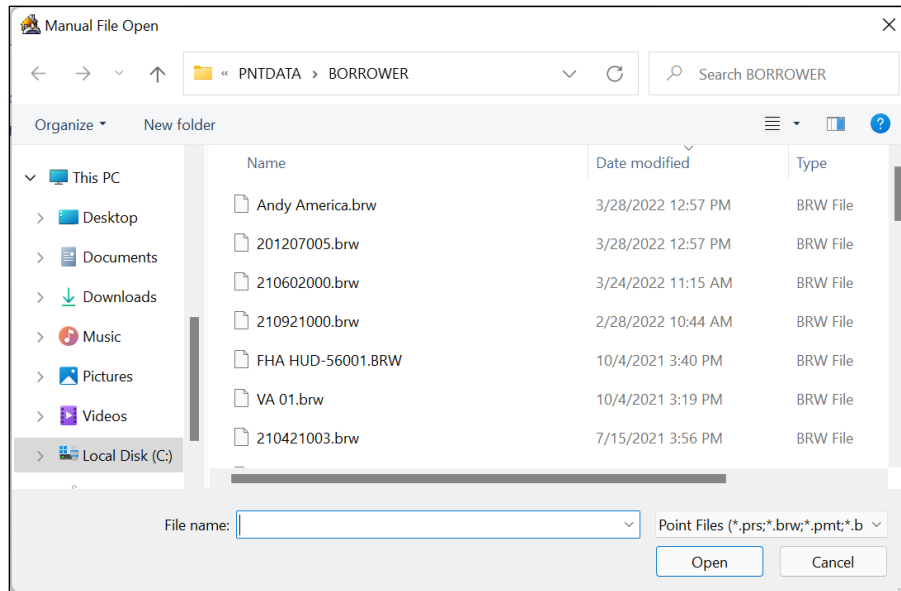 Manual File Open
« PNTDATA > BORROWER
Search BORROWER
Organize
New folder
Name Date modified Type
This PC
Desktop
Documents
Downloads
Music
Pictures
Videos
Local Disk (C:)
Andy America.brw 3/28/2022 12:57 PM BRW File
201207005.brw 3/28/2022 12:57 PM BRW File
210602000.brw 3/24/2022 11:15 AM BRW File
210921000.brw 2/28/2022 10:44 AM BRW File
FHA HUD-56001.BRW 10/4/2021 3:40 PM BRW File
VA 01.brw 10/4/2021 3:19 PM BRW File
210421003.brw 7/15/2021 3:56 PM BRW File
File name:
Point Files (*.prs;*.brw;*.pmt;*.b
Open
Cancel